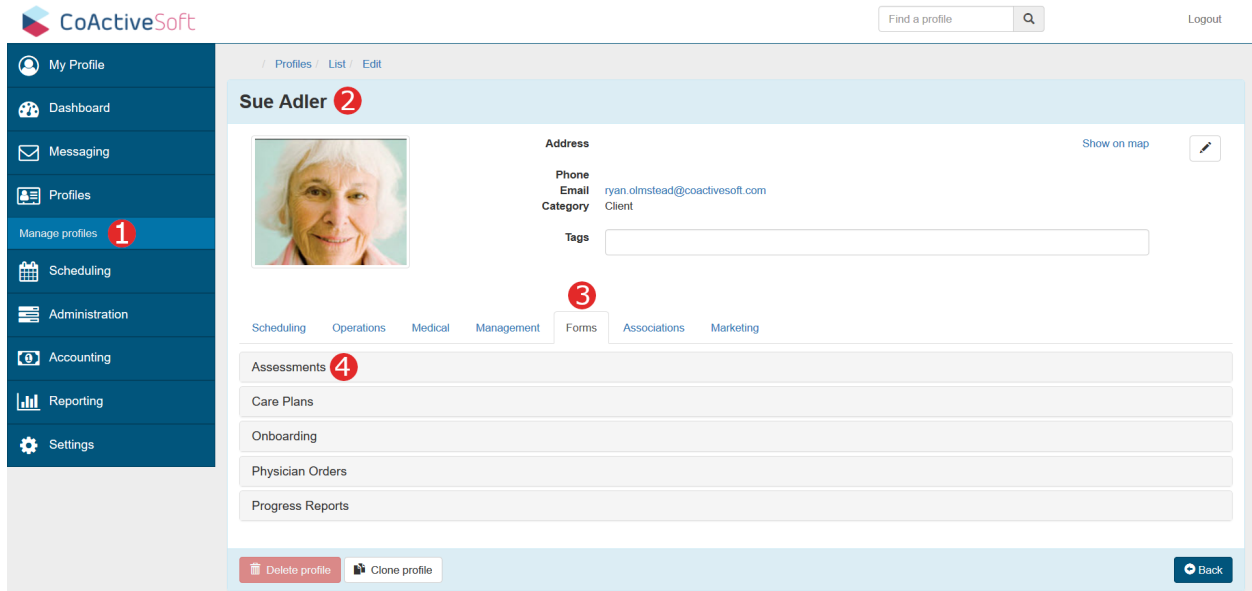 CoActiveSoft
Find a profile
Logout
My Profile
Dashboard
Messaging
Profiles
Manage profiles 1
Scheduling
Administration
Accounting
Reporting
Settings
/ Profiles / List / Edit
Sue Adler 2
Address
Show on map
Phone
Email ryan.olmstead@coactivesoft.com
Category Client
Tags
3
Scheduling Operations Medical Management Forms Associations Marketing
Assessments 4
Care Plans
Onboarding
Physician Orders
Progress Reports
Delete profile Clone profile Back